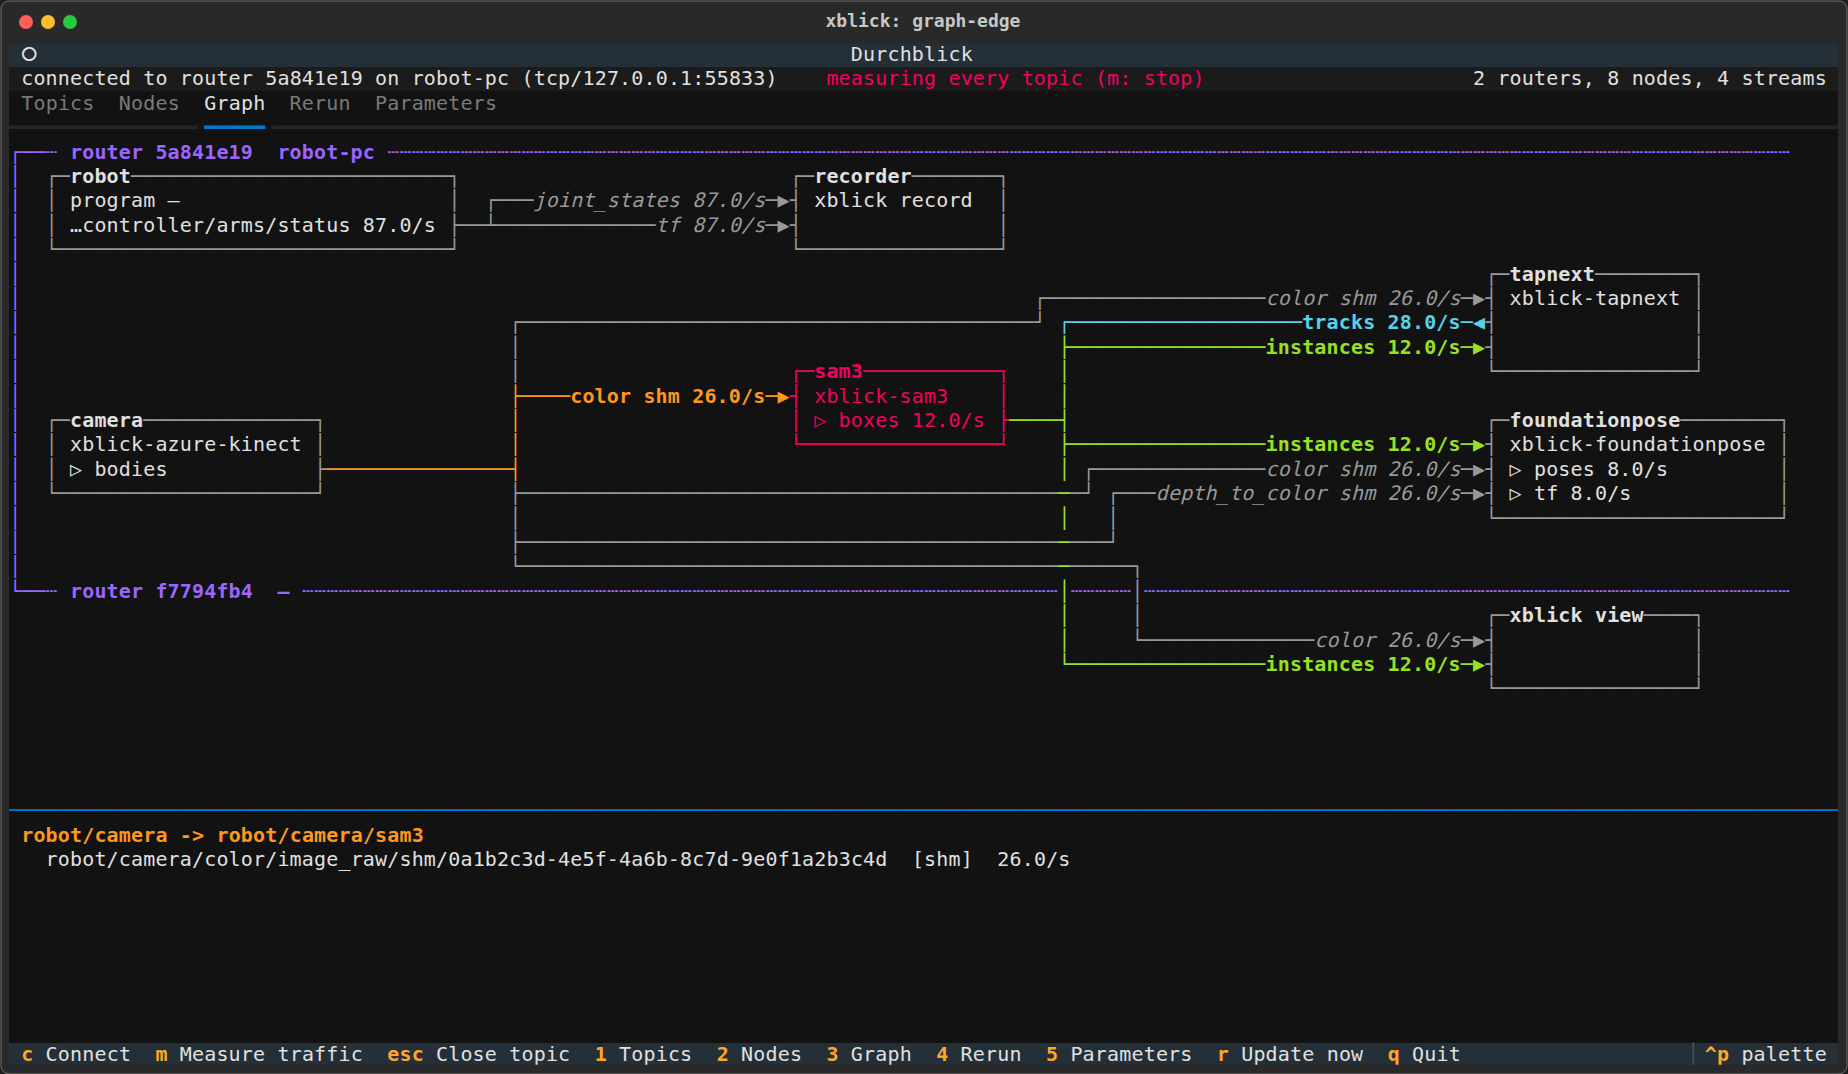 xblick: graph-edge
Durchblick
connected to router 5a841e19 on robot-pc (tcp/127.0.0.1:55833)    measuring every topic (m: stop)    2 routers, 8 nodes, 4 streams
Topics  Nodes  Graph  Rerun  Parameters
router 5a841e19  robot-pc
robot    recorder
program —    joint_states 87.0/s    xblick record
…controller/arms/status 87.0/s    tf 87.0/s
tapnext
color shm 26.0/s    xblick-tapnext
tracks 28.0/s
instances 12.0/s
sam3
color shm 26.0/s    xblick-sam3
camera    ▷ boxes 12.0/s    foundationpose
xblick-azure-kinect    instances 12.0/s    xblick-foundationpose
▷ bodies    color shm 26.0/s    ▷ poses 8.0/s
depth_to_color shm 26.0/s    ▷ tf 8.0/s
router f7794fb4  —
xblick view
color 26.0/s
instances 12.0/s
robot/camera -> robot/camera/sam3
robot/camera/color/image_raw/shm/0a1b2c3d-4e5f-4a6b-8c7d-9e0f1a2b3c4d  [shm]  26.0/s
c Connect  m Measure traffic  esc Close topic  1 Topics  2 Nodes  3 Graph  4 Rerun  5 Parameters  r Update now  q Quit    ^p palette